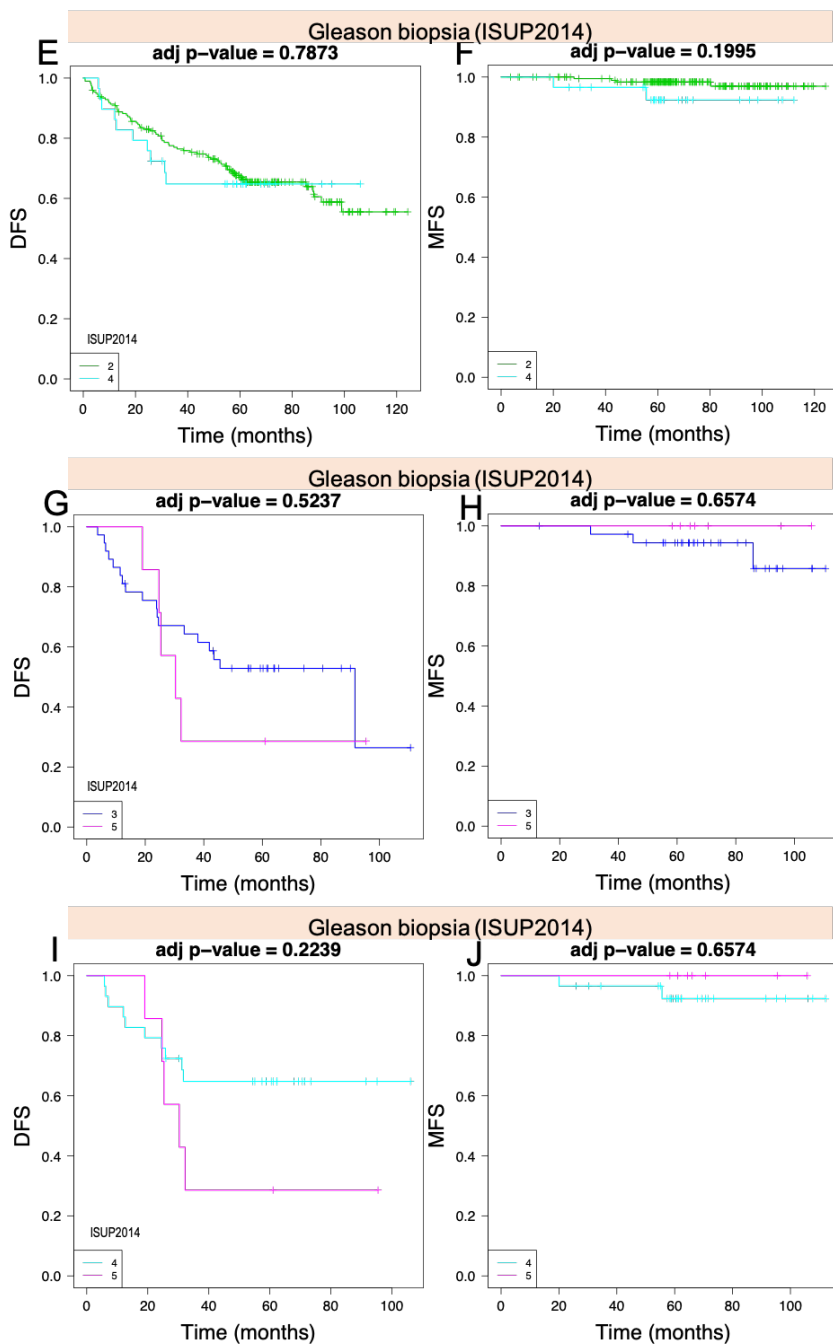 Gleason biopsia (ISUP2014)
E
adj p-value = 0.7873
F
adj p-value = 0.1995
DFS
1.0
0.8
0.6
0.4
0.2
0.0
ISUP2014
2
4
0 20 40 60 80 100 120
Time (months)
MFS
1.0
0.8
0.6
0.4
0.2
0.0
2
4
0 20 40 60 80 100 120
Time (months)
Gleason biopsia (ISUP2014)
G
adj p-value = 0.5237
H
adj p-value = 0.6574
DFS
1.0
0.8
0.6
0.4
0.2
0.0
ISUP2014
3
5
0 20 40 60 80 100
Time (months)
MFS
1.0
0.8
0.6
0.4
0.2
0.0
3
5
0 20 40 60 80 100
Time (months)
Gleason biopsia (ISUP2014)
I
adj p-value = 0.2239
J
adj p-value = 0.6574
DFS
1.0
0.8
0.6
0.4
0.2
0.0
ISUP2014
4
5
0 20 40 60 80 100
Time (months)
MFS
1.0
0.8
0.6
0.4
0.2
0.0
4
5
0 20 40 60 80 100
Time (months)